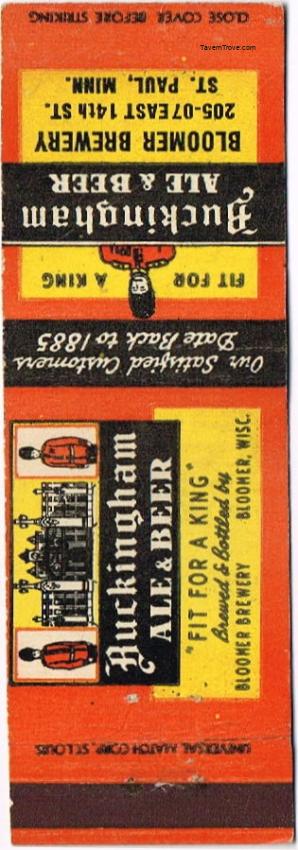 TavernTrove.com
CLOSE COVER BEFORE STRIKING
FIT FOR A KING
Buckingham
ALE & BEER
BLOOMER BREWERY
205-07 EAST 14th ST.
ST. PAUL, MINN.
Our Satisfied Customers
Date Back to 1885
Buckingham
ALE & BEER
"FIT FOR A KING"
Brewed & Bottled by
BLOOMER BREWERY BLOOMER, WISC.
UNIVERSAL MATCH CORP., ST. LOUIS